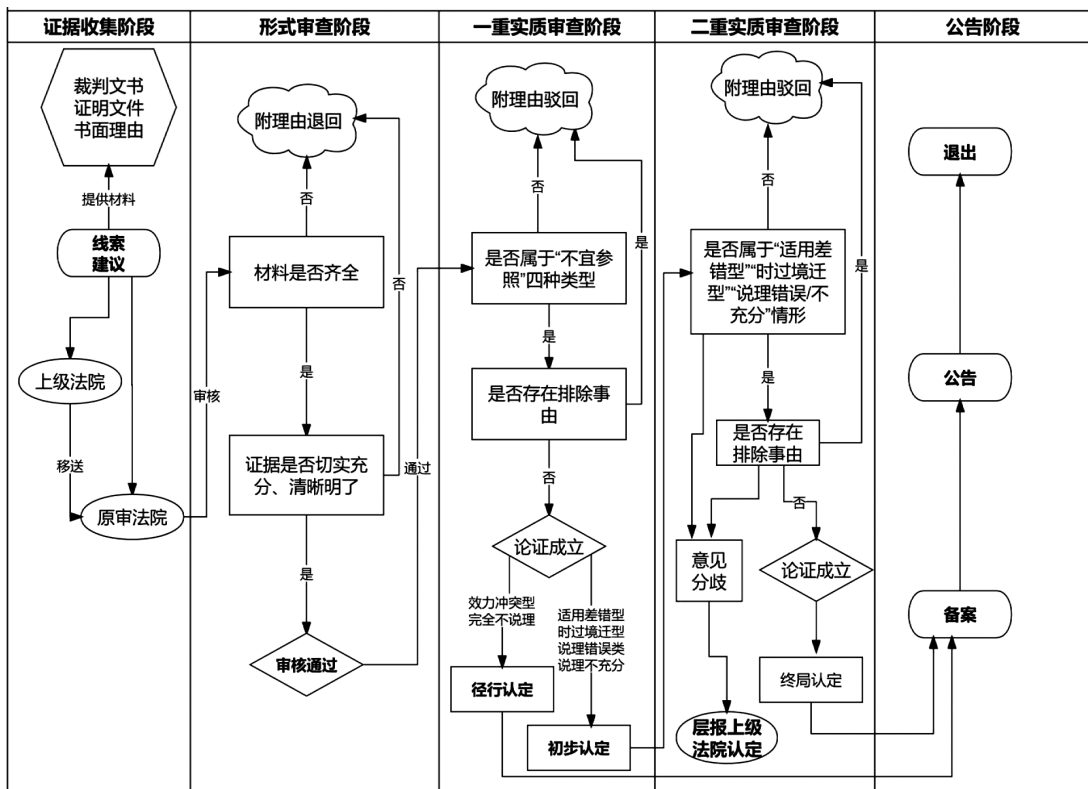 证据收集阶段
形式审查阶段
一重实质审查阶段
二重实质审查阶段
公告阶段
裁判文书
证明文件
书面理由
提供材料
线索
建议
上级法院
移送
原审法院
审核
附理由退回
否
材料是否齐全
否
是
证据是否切实充
分、清晰明了
是
审核通过
通过
附理由驳回
否
是
是否属于“不宜参
照”四种类型
是
是否存在排除事
由
否
论证成立
效力冲突型
完全不说理
适用差错型
时过境迁型
说理错误类
说理不充分
径行认定
初步认定
附理由驳回
否
是
是否属于“适用差
错型”“时过境迁
型”“说理错误/不
充分”情形
是
是否存在
排除事由
否
意见
分歧
论证成立
终局认定
层报上级
法院认定
退出
公告
备案